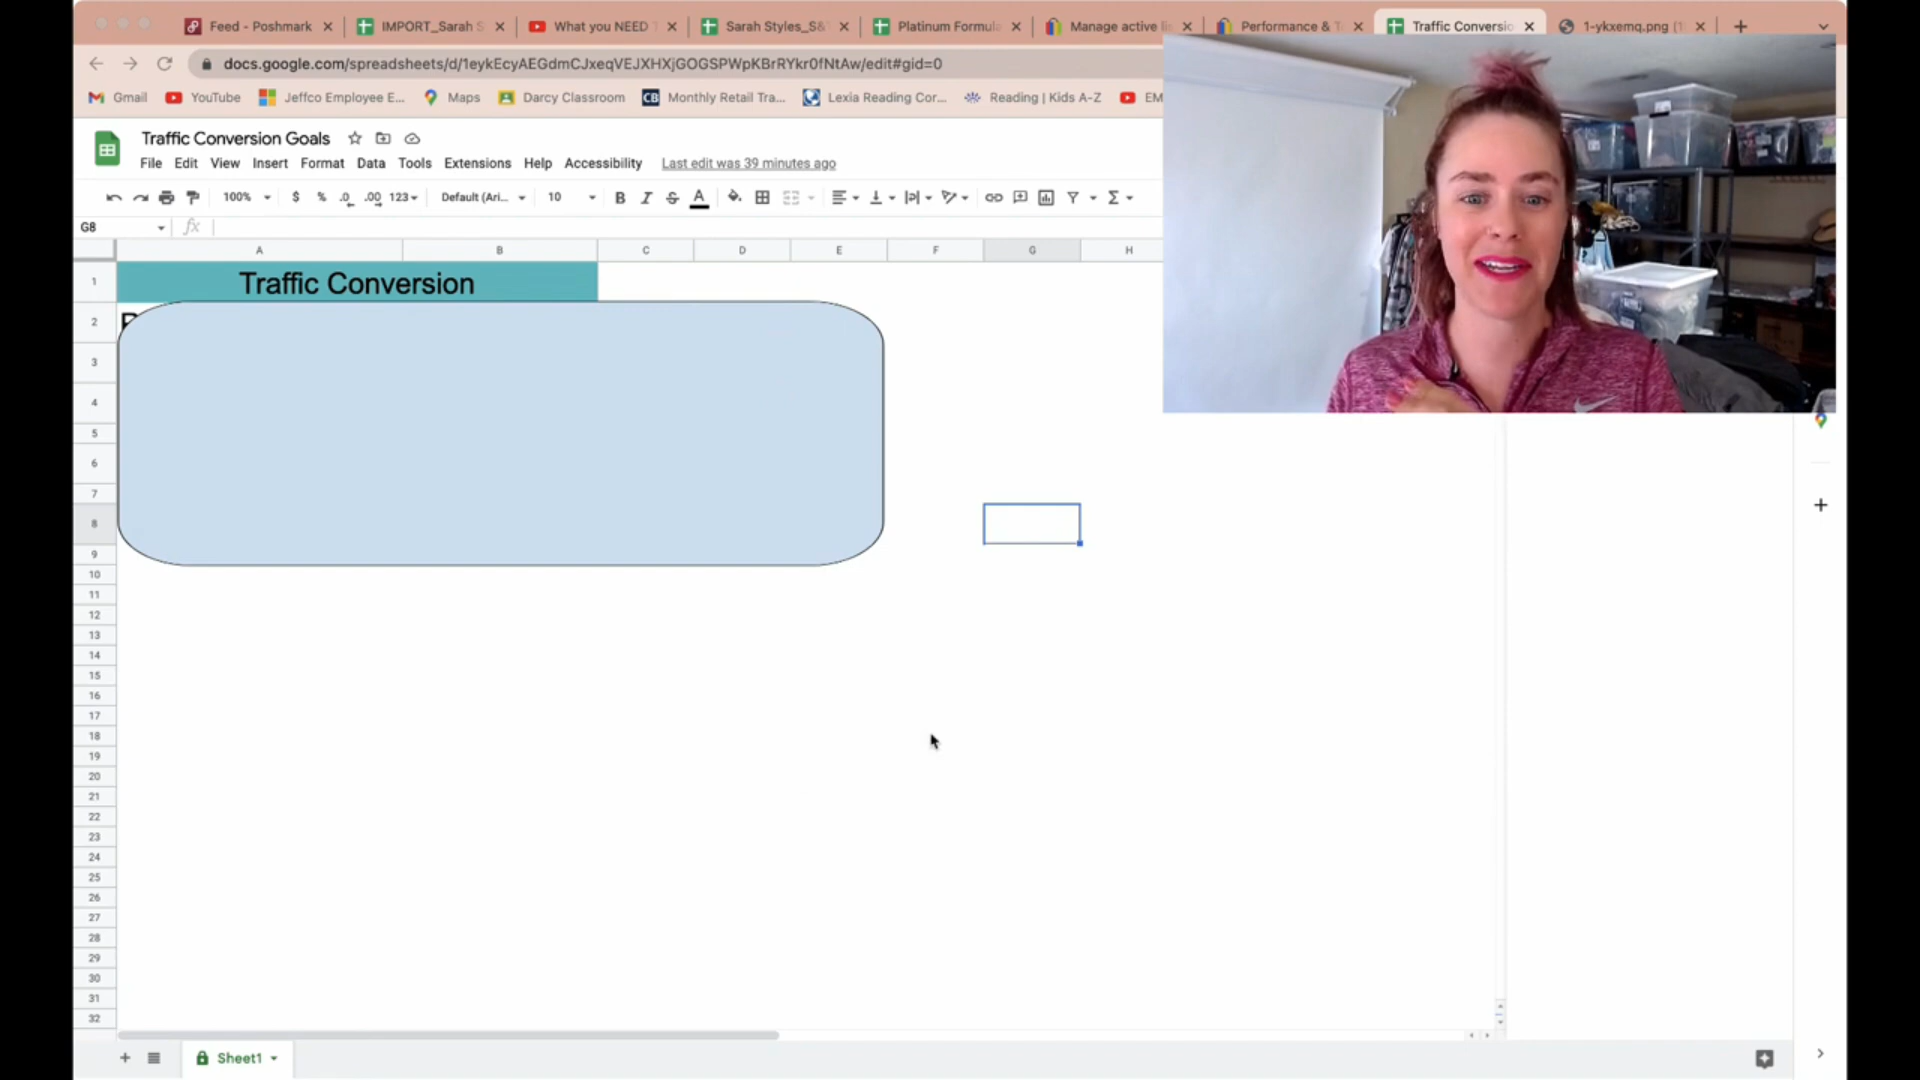 Feed - Poshmark
IMPORT_Sarah S
What you NEED T
Sarah Styles_S&
Platinum Formula
Manage active lis
Performance & T
Traffic Conversio
1-ykxemq.png (1
docs.google.com/spreadsheets/d/1eykEcyAEGdmCJxeqVEJXHXjGOGSPWpKBrRYkr0fNtAw/edit#gid=0
Gmail
YouTube
Jeffco Employee E...
Maps
Darcy Classroom
CB
Monthly Retail Tra...
Lexia Reading Cor...
Reading | Kids A-Z
EM
Traffic Conversion Goals
File Edit View Insert Format Data Tools Extensions Help Accessibility Last edit was 39 minutes ago
100% $ % .0 .00 123 Default (Ari... 10 B I S A
G8 fx
A B C D E F G H
1 Traffic Conversion
2
3
4
5
6
7
8
9
10
11
12
13
14
15
16
17
18
19
20
21
22
23
24
25
26
27
28
29
30
31
32
Sheet1